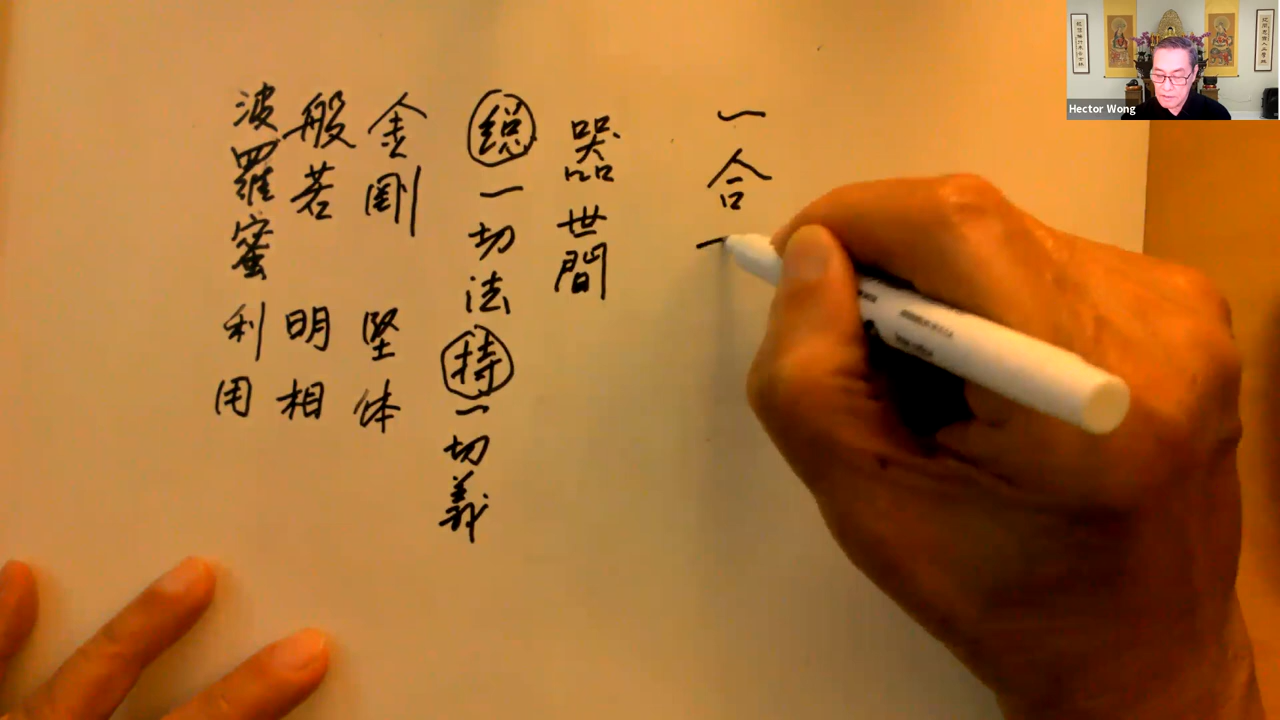 一合
器世間
總一切法持一切義
金剛 堅体
般若 明相
波羅蜜 利用
Hector Wong